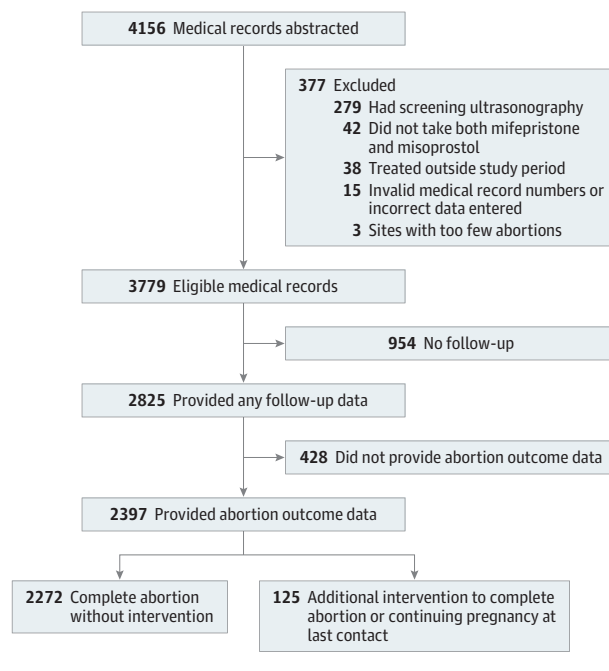 4156 Medical records abstracted
377 Excluded
279 Had screening ultrasonography
42 Did not take both mifepristone
and misoprostol
38 Treated outside study period
15 Invalid medical record numbers or
incorrect data entered
3 Sites with too few abortions
3779 Eligible medical records
954 No follow-up
2825 Provided any follow-up data
428 Did not provide abortion outcome data
2397 Provided abortion outcome data
2272 Complete abortion
without intervention
125 Additional intervention to complete
abortion or continuing pregnancy at
last contact